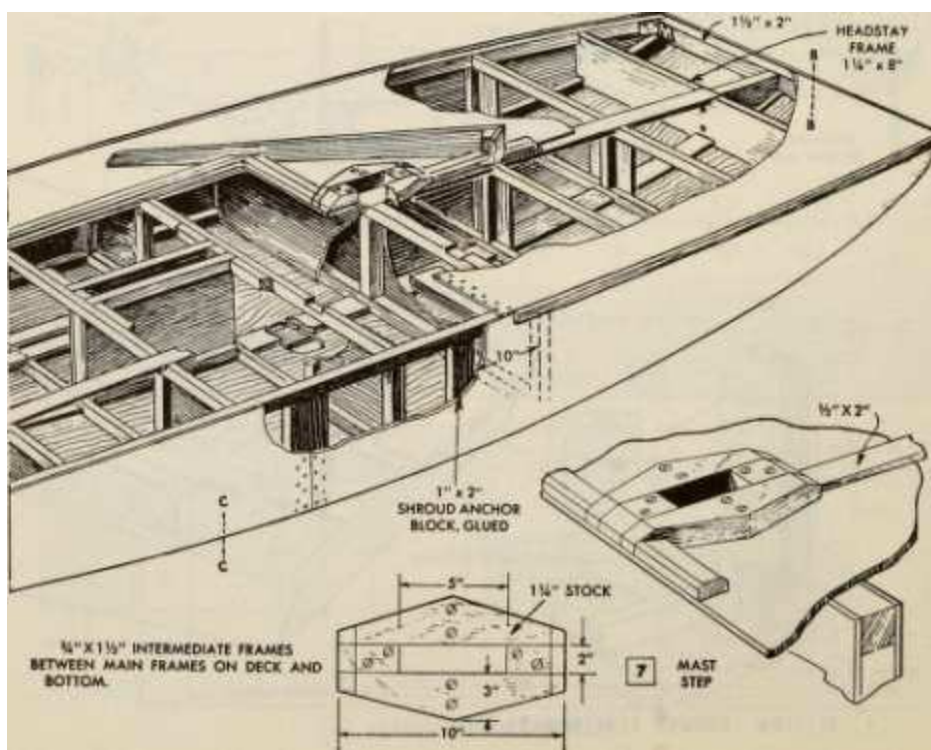 1½" x 2"
HEADSTAY
FRAME
1¼" x 8"
B
B
10"
½" X 2"
1" x 2"
SHROUD ANCHOR
BLOCK, GLUED
C
C
5"
1¼" STOCK
¾" X 1½" INTERMEDIATE FRAMES
BETWEEN MAIN FRAMES ON DECK AND
BOTTOM.
2"
3"
10"
7 MAST
STEP